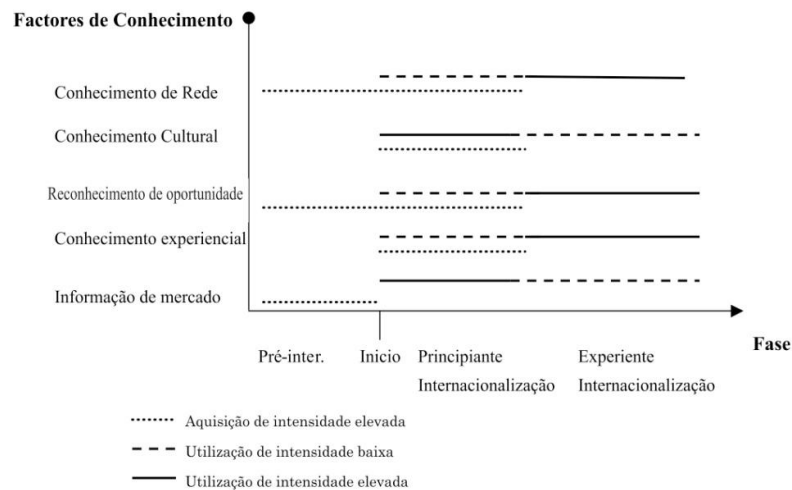 Factores de Conhecimento
Conhecimento de Rede
Conhecimento Cultural
Reconhecimento de oportunidade
Conhecimento experiencial
Informação de mercado
Fase
Pré-inter.
Inicio
Principiante
Internacionalização
Experiente
Internacionalização
Aquisição de intensidade elevada
Utilização de intensidade baixa
Utilização de intensidade elevada